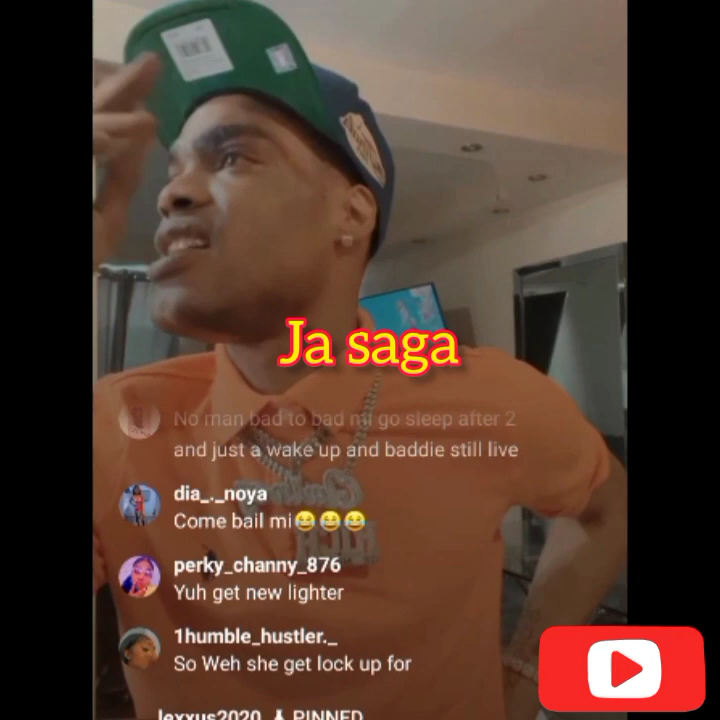 Ja saga
No man bad to bad mi go sleep after 2
and just a wake up and baddie still live
dia_._noya
Come bail mi😂😂😂
perky_channy_876
Yuh get new lighter
1humble_hustler._
So Weh she get lock up for
lexxus2020 PINNED